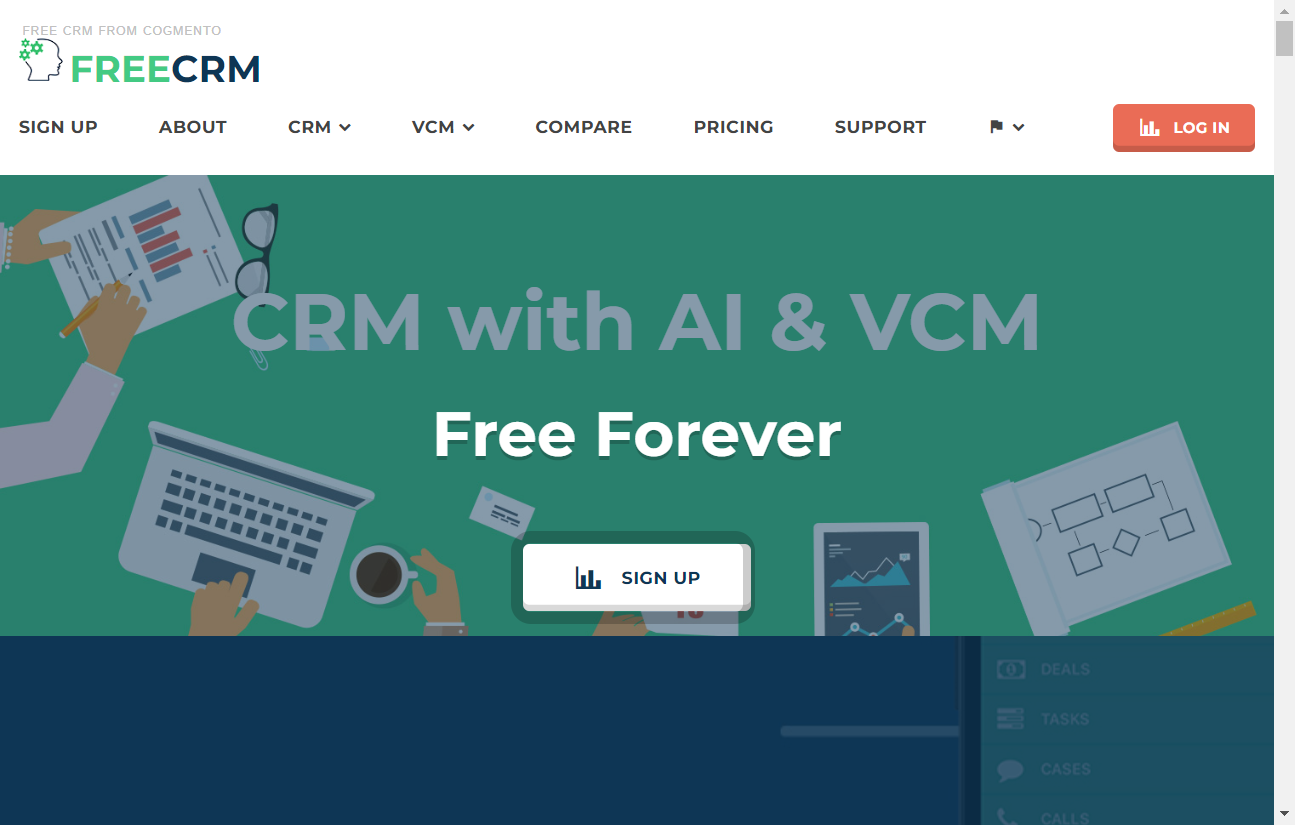 FREE CRM FROM COGMENTO
FREECRM
SIGN UP ABOUT CRM VCM COMPARE PRICING SUPPORT LOG IN
CRM with AI & VCM
Free Forever
SIGN UP
DEALS
TASKS
CASES
CALLS